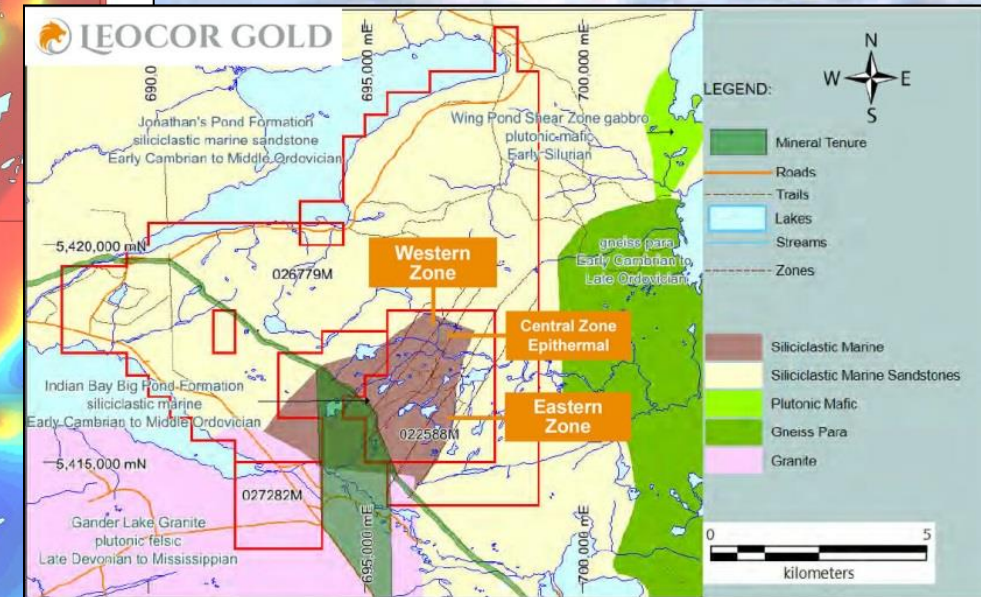 LEOCOR GOLD
690,0
695,000 mE
700,000 mE
N
W E
S
LEGEND:
Mineral Tenure
Roads
Trails
Lakes
Streams
Zones
Siliciclastic Marine
Siliciclastic Marine Sandstones
Plutonic Mafic
Gneiss Para
Granite
0 5
kilometers
Jonathan's Pond Formation
siliciclastic marine sandstone
Early Cambrian to Middle Ordovician
Wing Pond Shear Zone gabbro
plutonic-mafic
Early Silurian
5,420,000 mN
026779M
Western
Zone
gneiss para
Early Cambrian to
Late Ordovician
Central Zone
Epithermal
Indian Bay Big Pond Formation
siliciclastic marine
Early Cambrian to Middle Ordovician
Eastern
Zone
022588M
5,415,000 mN
027282M
Gander Lake Granite
plutonic felsic
Late Devonian to Mississippian
695,000 mE
700,000 mE